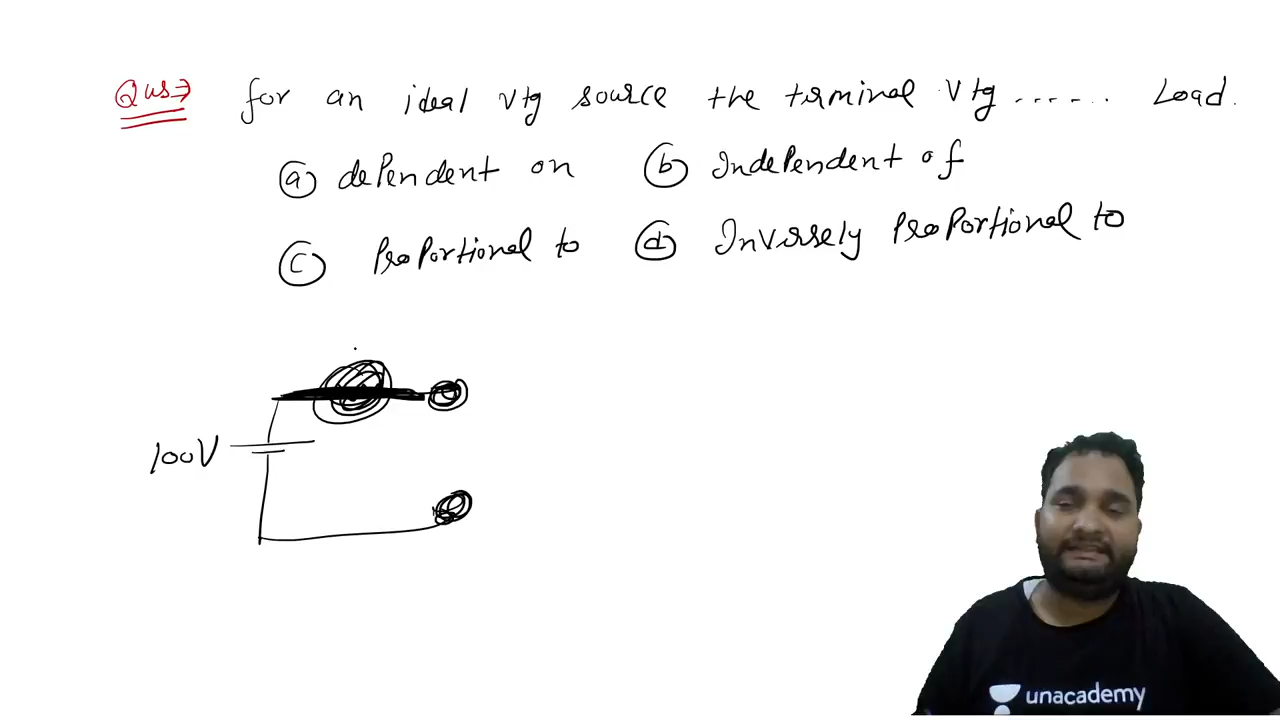 Qus→ for an ideal Vtg source the terminal Vtg ...... Load.
(a) dependent on (b) Independent of
(c) Proportional to (d) Inversely Proportional to
100V
unacademy